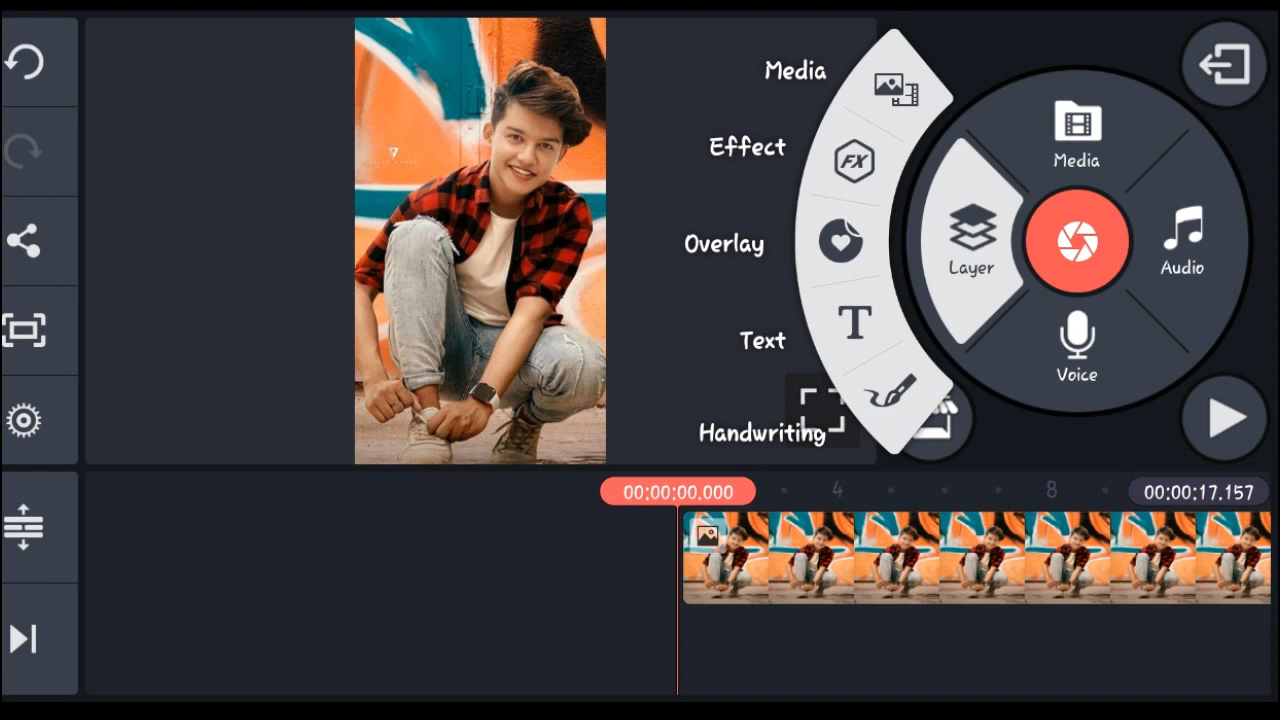 Media
Effect
Overlay
Text
Handwriting
FX
T
Media
Layer
Audio
Voice
00:00:00.000
4
8
00:00:17.157